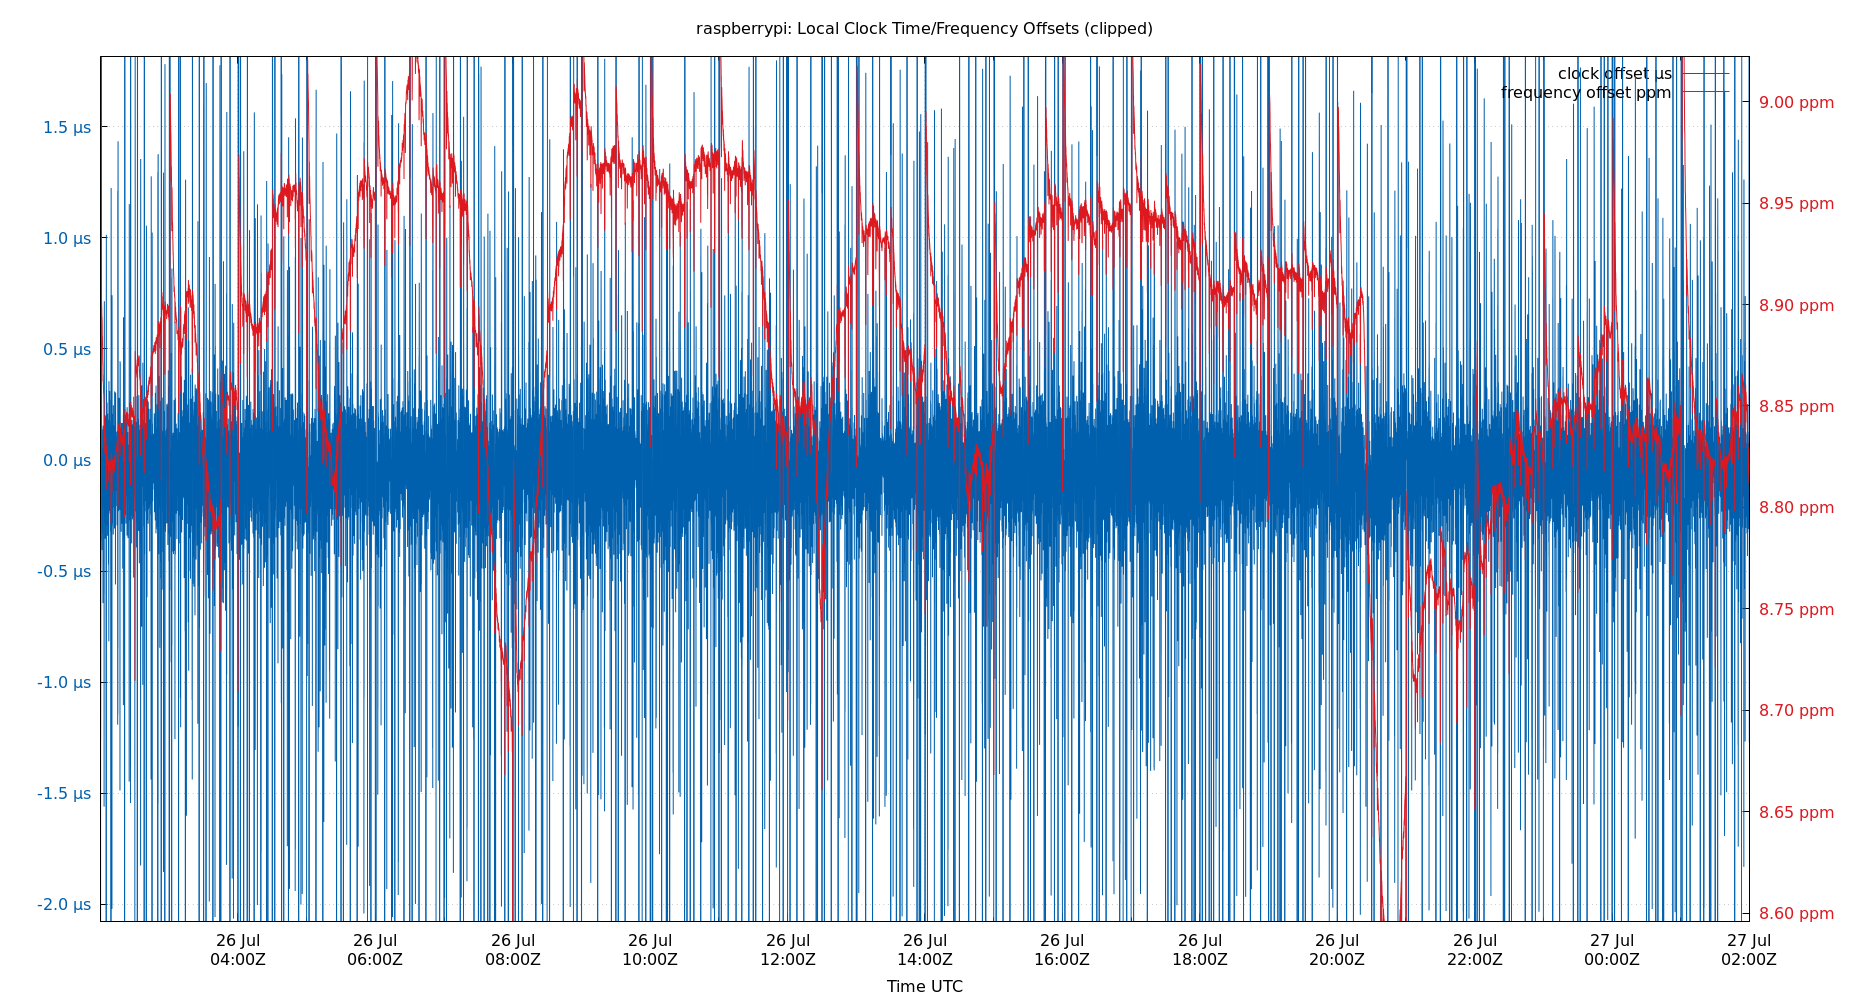 raspberrypi: Local Clock Time/Frequency Offsets (clipped)
clock offset µs
frequency offset ppm
1.5 µs
1.0 µs
0.5 µs
0.0 µs
-0.5 µs
-1.0 µs
-1.5 µs
-2.0 µs
9.00 ppm
8.95 ppm
8.90 ppm
8.85 ppm
8.80 ppm
8.75 ppm
8.70 ppm
8.65 ppm
8.60 ppm
26 Jul 26 Jul 26 Jul 26 Jul 26 Jul 26 Jul 26 Jul 26 Jul 26 Jul 26 Jul 27 Jul 27 Jul
04:00Z 06:00Z 08:00Z 10:00Z 12:00Z 14:00Z 16:00Z 18:00Z 20:00Z 22:00Z 00:00Z 02:00Z
Time UTC